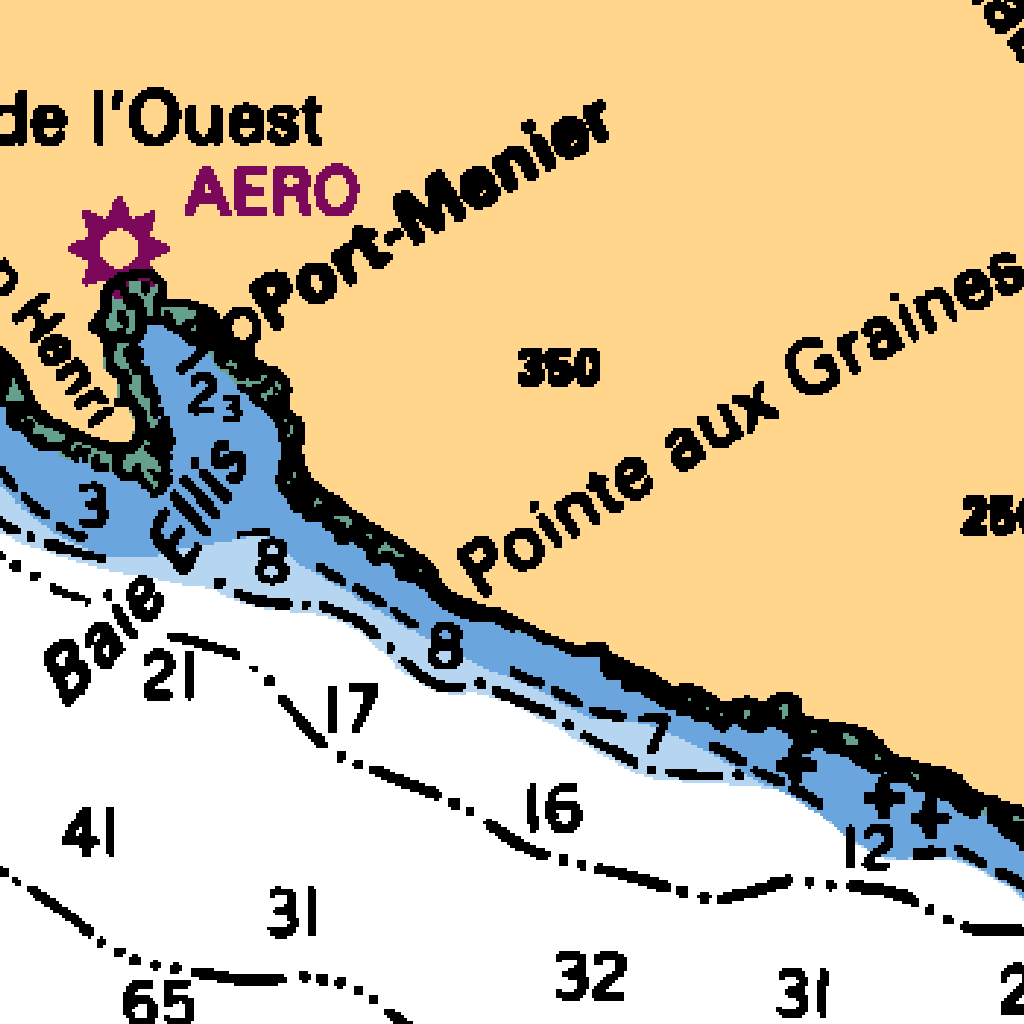 de l'Ouest
AERO
Port-Menier
Henri
350
Pointe aux Graines
2₃
3
Baie Ellis
8
8
21
17
7
16
12
41
31
32
31
65